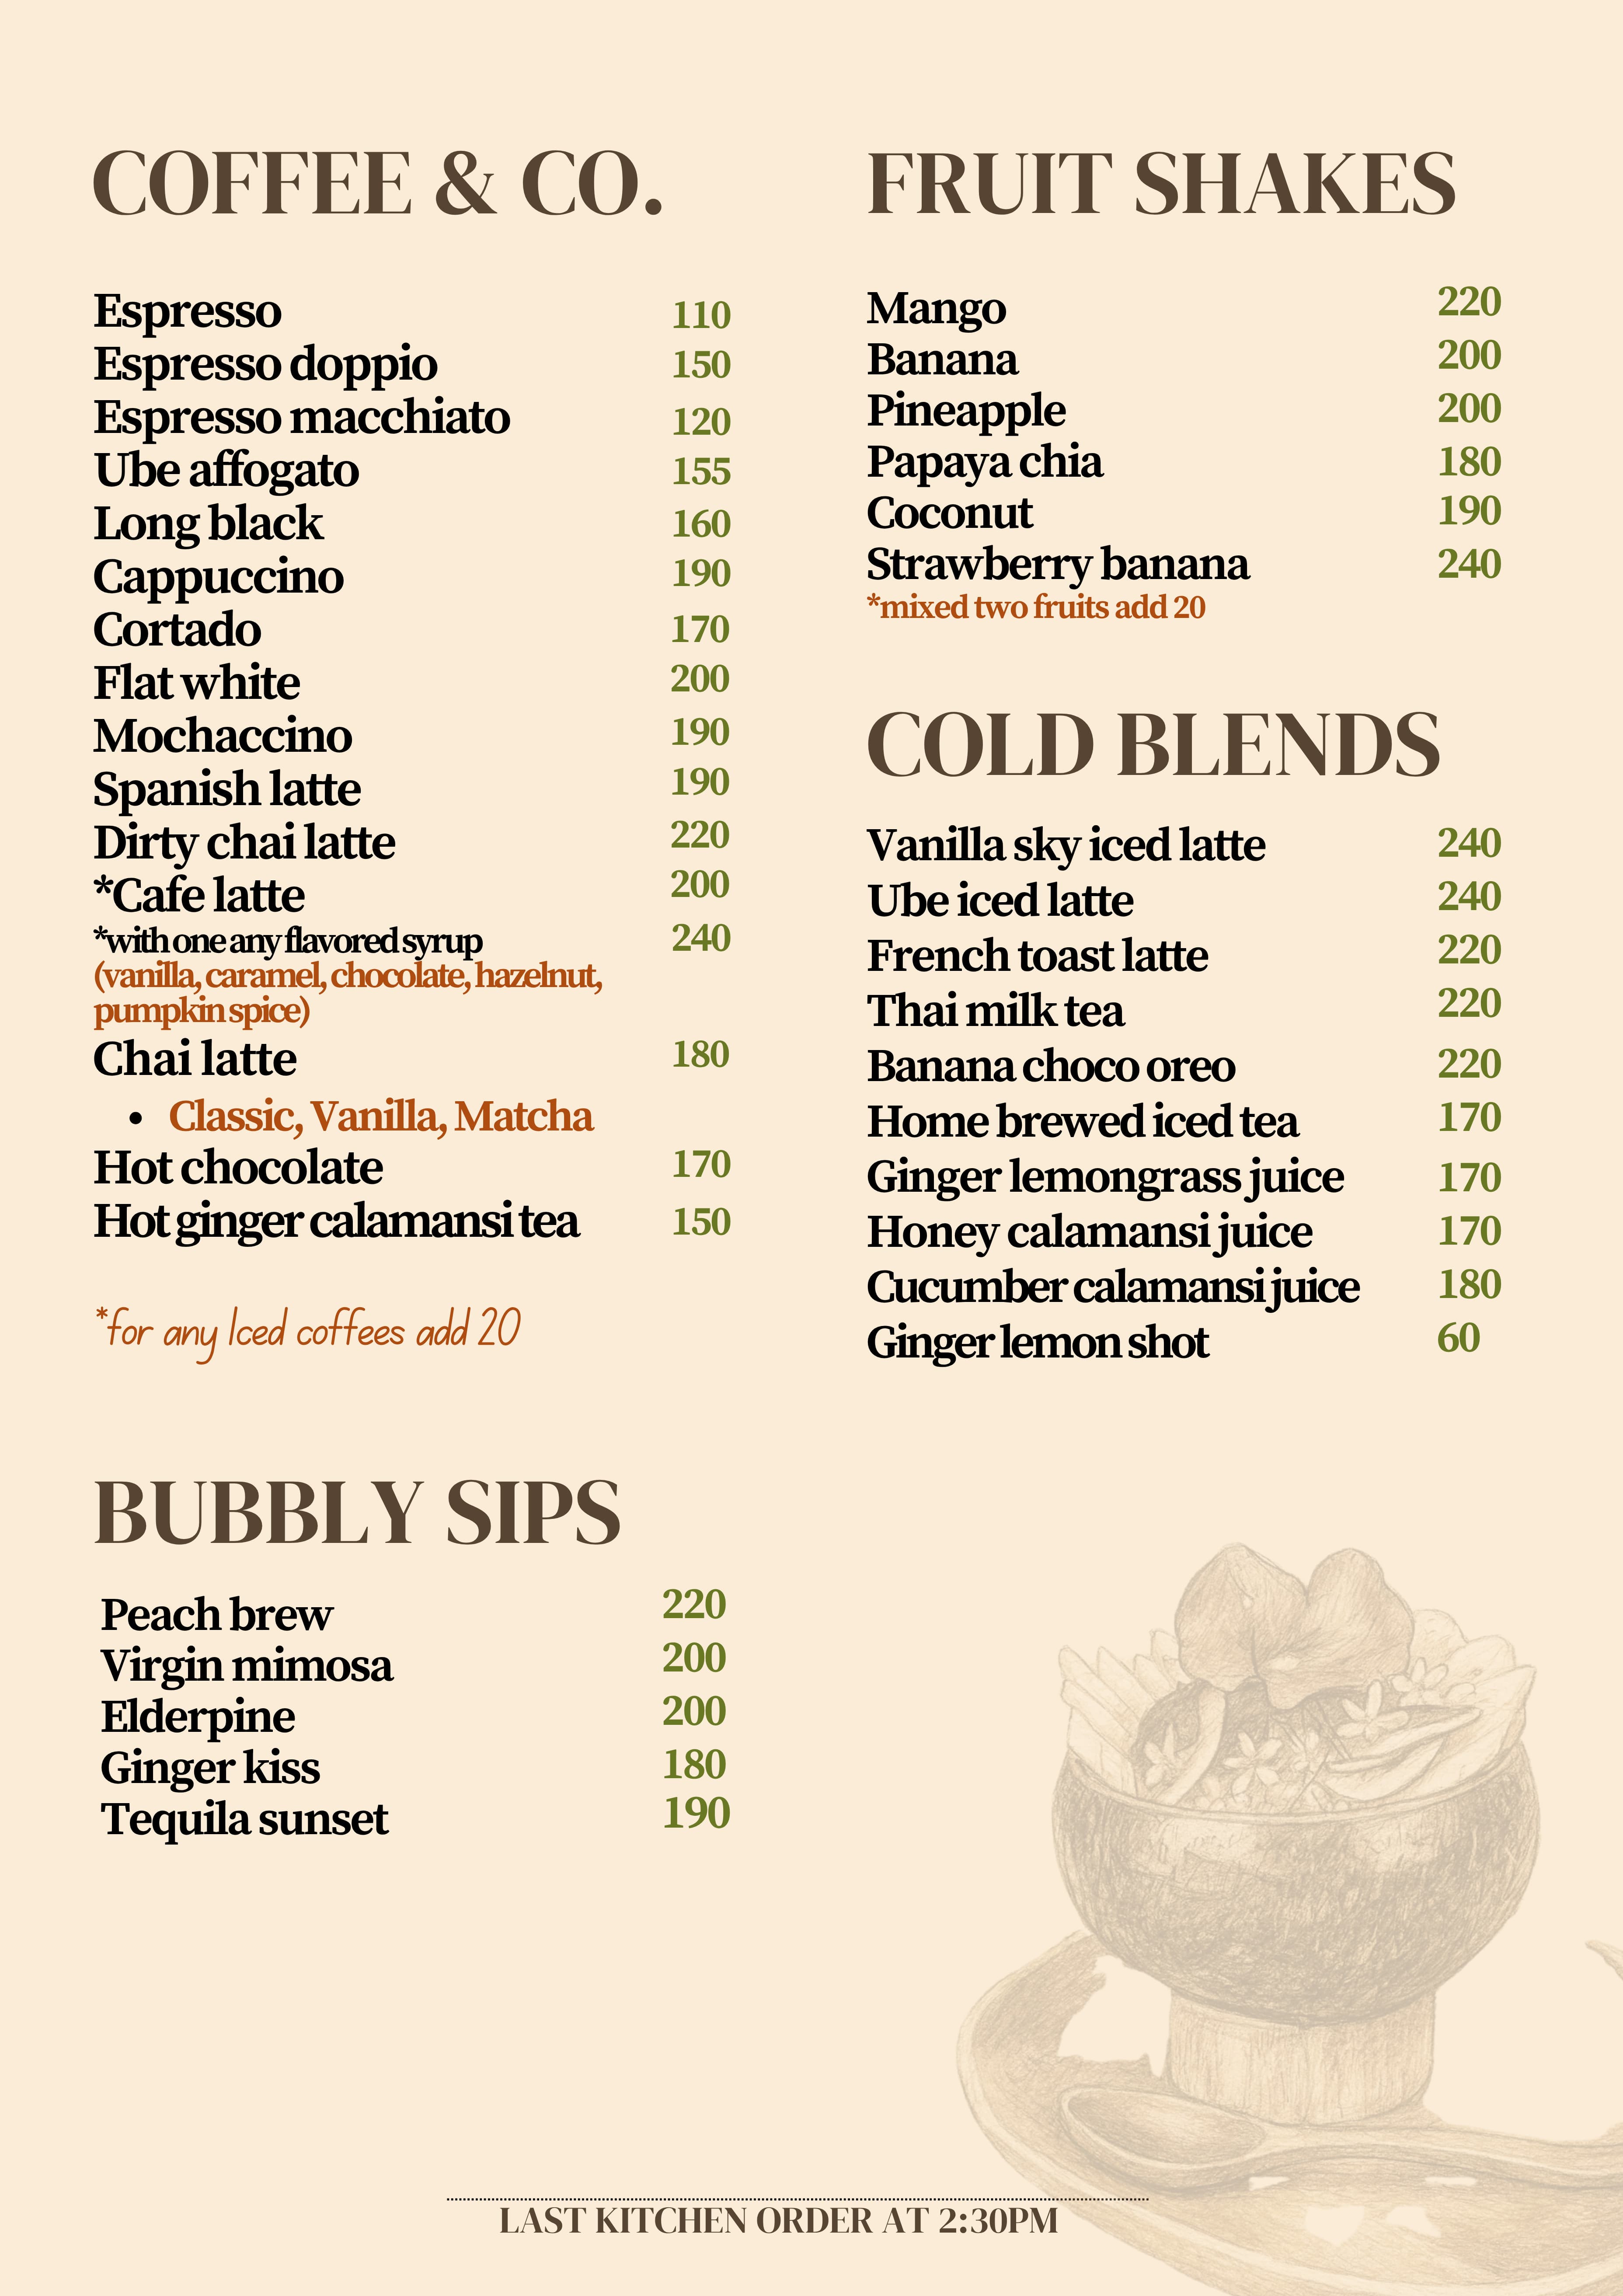 COFFEE & CO.
Espresso 110
Espresso doppio 150
Espresso macchiato 120
Ube affogato 155
Long black 160
Cappuccino 190
Cortado 170
Flat white 200
Mochaccino 190
Spanish latte 190
Dirty chai latte 220
*Cafe latte 200
*with one any flavored syrup 240
(vanilla, caramel, chocolate, hazelnut,
pumpkin spice)
Chai latte 180
• Classic, Vanilla, Matcha
Hot chocolate 170
Hot ginger calamansi tea 150
*for any Iced coffees add 20
BUBBLY SIPS
Peach brew 220
Virgin mimosa 200
Elderpine 200
Ginger kiss 180
Tequila sunset 190
FRUIT SHAKES
Mango 220
Banana 200
Pineapple 200
Papaya chia 180
Coconut 190
Strawberry banana 240
*mixed two fruits add 20
COLD BLENDS
Vanilla sky iced latte 240
Ube iced latte 240
French toast latte 220
Thai milk tea 220
Banana choco oreo 220
Home brewed iced tea 170
Ginger lemongrass juice 170
Honey calamansi juice 170
Cucumber calamansi juice 180
Ginger lemon shot 60
LAST KITCHEN ORDER AT 2:30PM